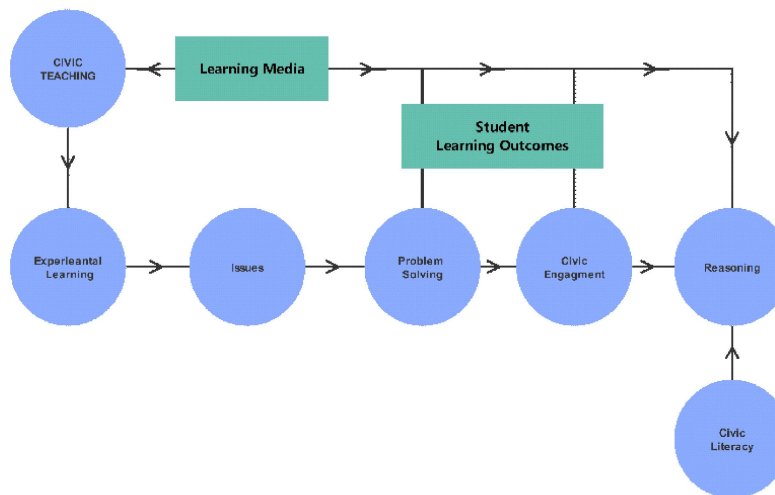 CIVIC
TEACHING
Learning Media
Student
Learning Outcomes
Experieantal
Learning
Issues
Problem
Solving
Civic
Engagment
Reasoning
Civic
Literacy